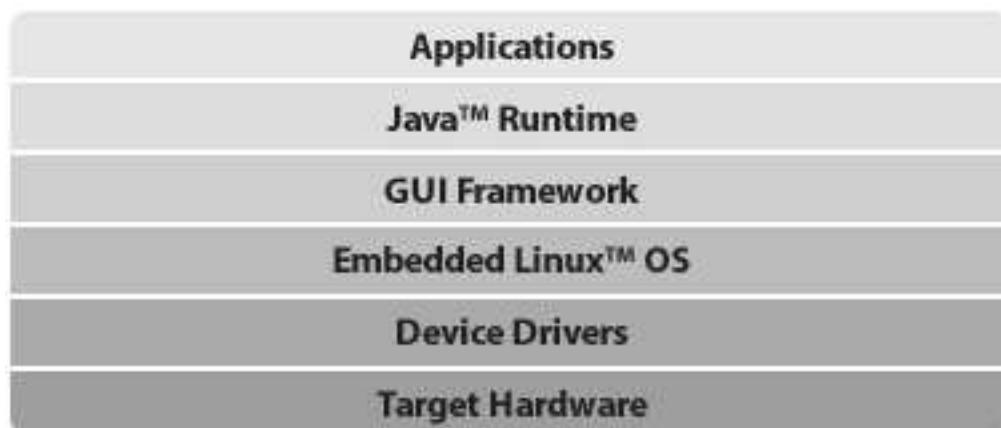 Applications
Java™ Runtime
GUI Framework
Embedded Linux™ OS
Device Drivers
Target Hardware